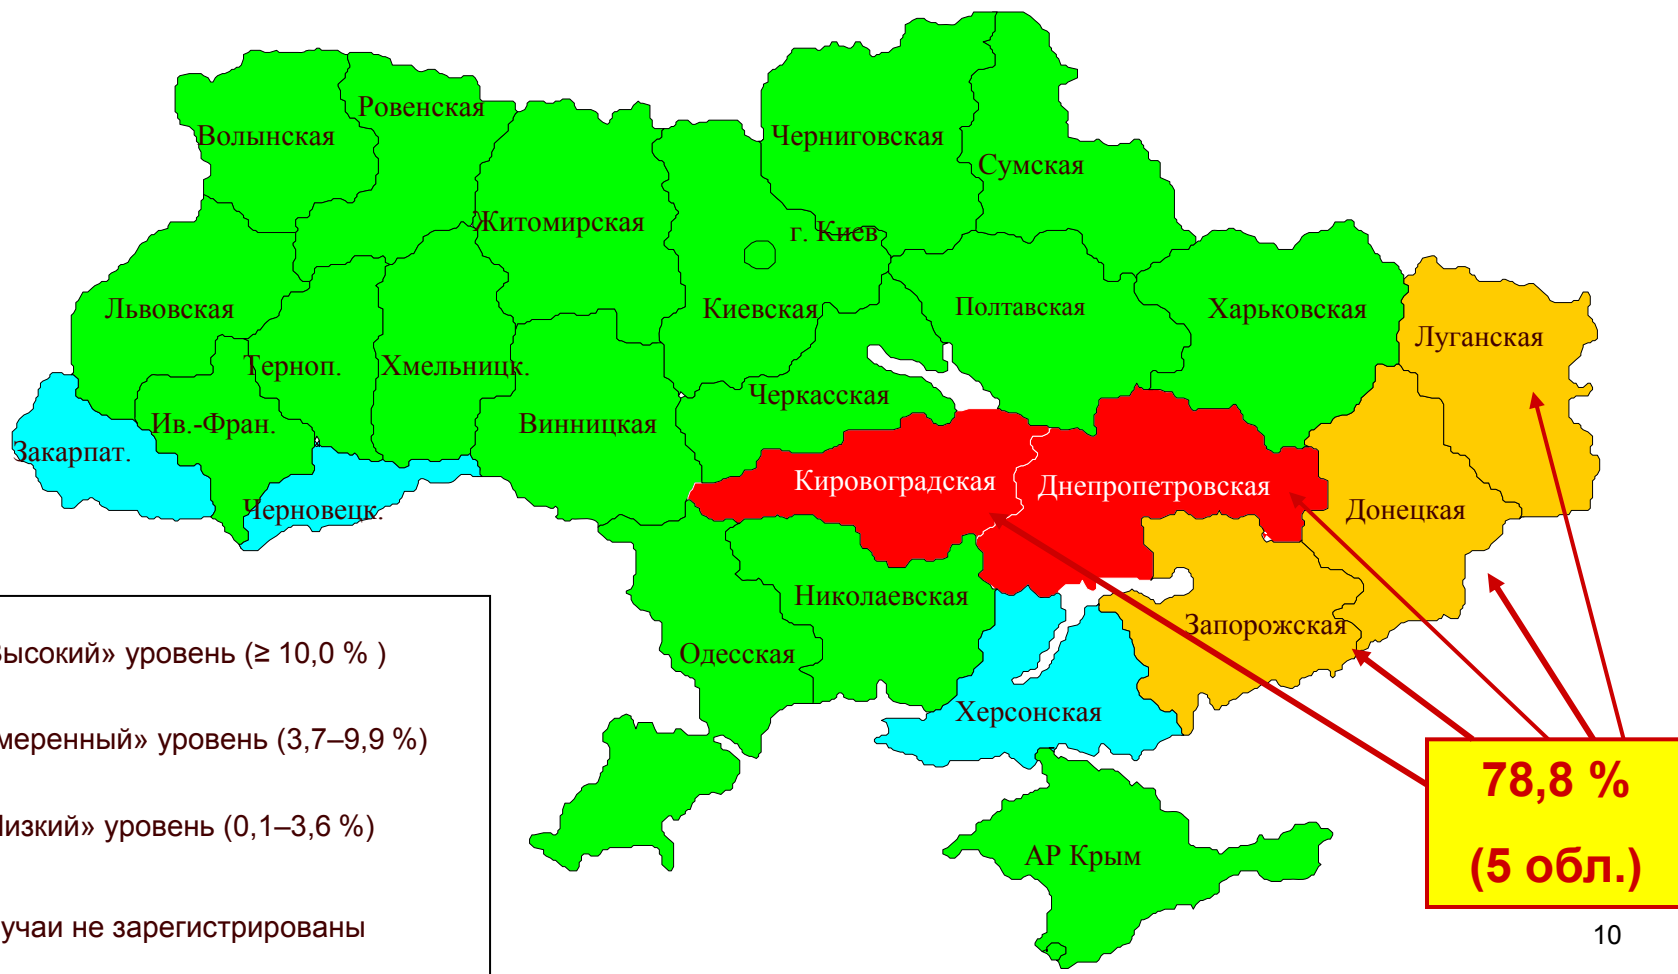 Ровенская
Волынская
Черниговская
Сумская
Житомирская
г. Киев
Львовская
Киевская
Полтавская
Харьковская
Луганская
Терноп.
Хмельницк.
Черкасская
Ив.-Фран.
Винницкая
Закарпат.
Кировоградская
Днепропетровская
Черновецк.
Донецкая
Николаевская
Запорожская
Одесская
Херсонская
АР Крым
ысокий» уровень (≥ 10,0 % )
меренный» уровень (3,7–9,9 %)
изкий» уровень (0,1–3,6 %)
учаи не зарегистрированы
78,8 %
(5 обл.)
10